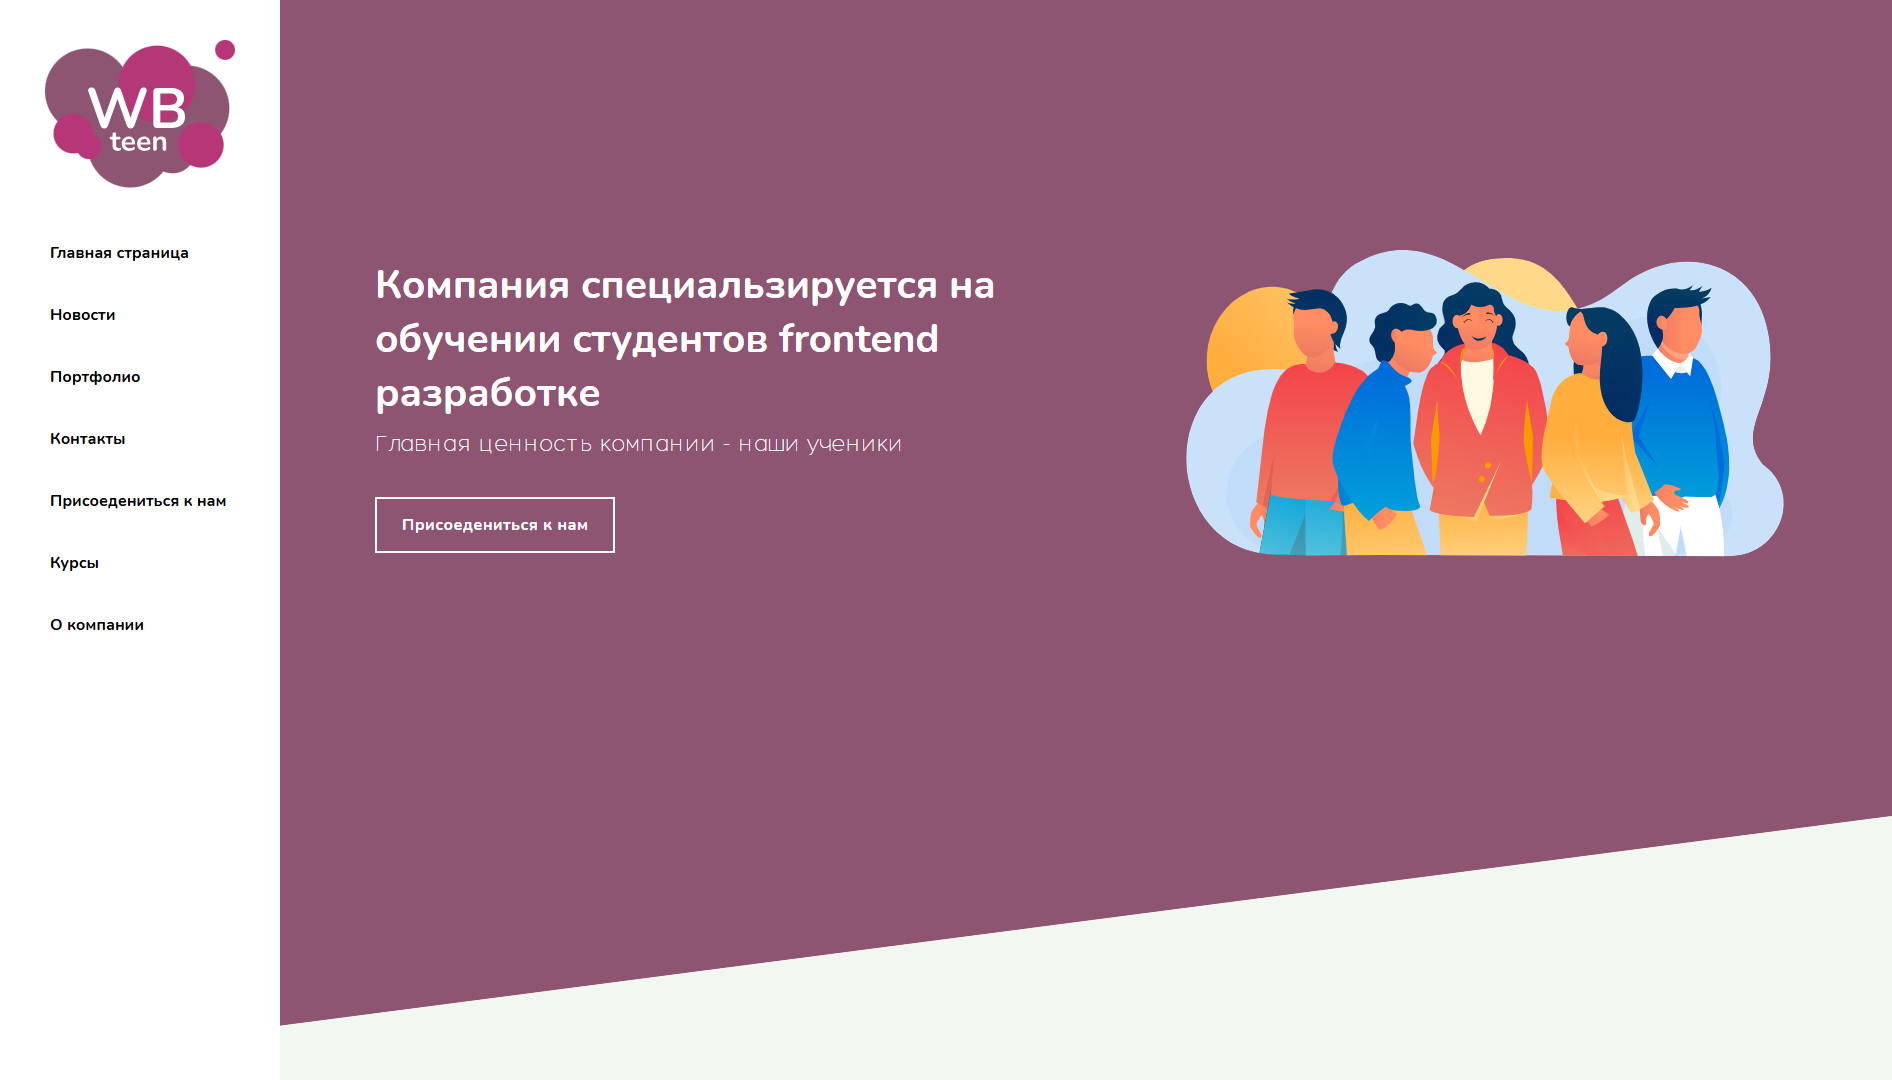 WB
teen
Главная страница
Новости
Портфолио
Контакты
Присоедениться к нам
Курсы
О компании
Компания специальзируется на
обучении студентов frontend
разработке
Главная ценность компании - наши ученики
Присоедениться к нам